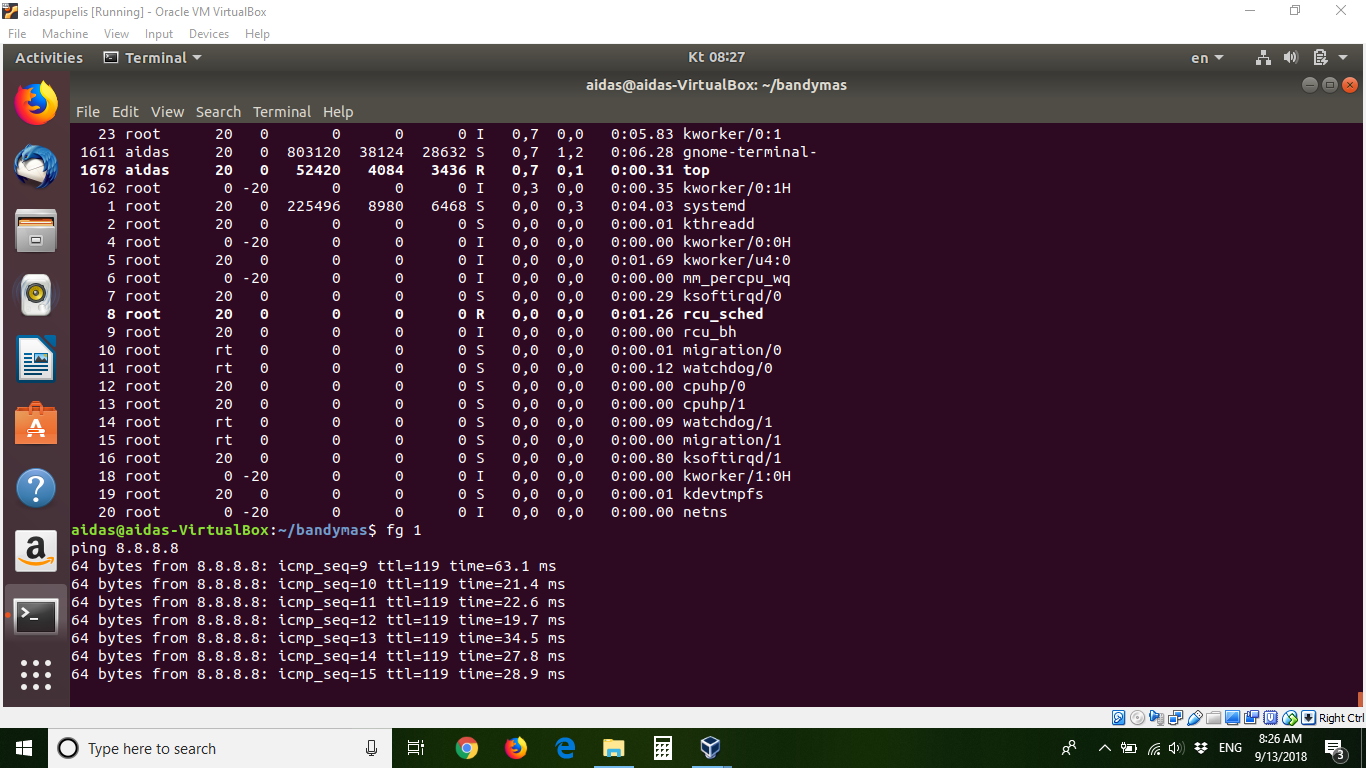 aidaspupelis [Running] - Oracle VM VirtualBox
File Machine View Input Devices Help
Activities Terminal Kt 08:27 en
aidas@aidas-VirtualBox: ~/bandymas
File Edit View Search Terminal Help
23 root 20 0 0 0 0 I 0,7 0,0 0:05.83 kworker/0:1
1611 aidas 20 0 803120 38124 28632 S 0,7 1,2 0:06.28 gnome-terminal-
1678 aidas 20 0 52420 4084 3436 R 0,7 0,1 0:00.31 top
162 root 0 -20 0 0 0 I 0,3 0,0 0:00.35 kworker/0:1H
1 root 20 0 225496 8980 6468 S 0,0 0,3 0:04.03 systemd
2 root 20 0 0 0 0 S 0,0 0,0 0:00.01 kthreadd
4 root 0 -20 0 0 0 I 0,0 0,0 0:00.00 kworker/0:0H
5 root 20 0 0 0 0 I 0,0 0,0 0:01.69 kworker/u4:0
6 root 0 -20 0 0 0 I 0,0 0,0 0:00.00 mm_percpu_wq
7 root 20 0 0 0 0 S 0,0 0,0 0:00.29 ksoftirqd/0
8 root 20 0 0 0 0 R 0,0 0,0 0:01.26 rcu_sched
9 root 20 0 0 0 0 I 0,0 0,0 0:00.00 rcu_bh
10 root rt 0 0 0 0 S 0,0 0,0 0:00.01 migration/0
11 root rt 0 0 0 0 S 0,0 0,0 0:00.12 watchdog/0
12 root 20 0 0 0 0 S 0,0 0,0 0:00.00 cpuhp/0
13 root 20 0 0 0 0 S 0,0 0,0 0:00.00 cpuhp/1
14 root rt 0 0 0 0 S 0,0 0,0 0:00.09 watchdog/1
15 root rt 0 0 0 0 S 0,0 0,0 0:00.00 migration/1
16 root 20 0 0 0 0 S 0,0 0,0 0:00.80 ksoftirqd/1
18 root 0 -20 0 0 0 I 0,0 0,0 0:00.00 kworker/1:0H
19 root 20 0 0 0 0 S 0,0 0,0 0:00.01 kdevtmpfs
20 root 0 -20 0 0 0 I 0,0 0,0 0:00.00 netns
aidas@aidas-VirtualBox:~/bandymas$ fg 1
ping 8.8.8.8
64 bytes from 8.8.8.8: icmp_seq=9 ttl=119 time=63.1 ms
64 bytes from 8.8.8.8: icmp_seq=10 ttl=119 time=21.4 ms
64 bytes from 8.8.8.8: icmp_seq=11 ttl=119 time=22.6 ms
64 bytes from 8.8.8.8: icmp_seq=12 ttl=119 time=19.7 ms
64 bytes from 8.8.8.8: icmp_seq=13 ttl=119 time=34.5 ms
64 bytes from 8.8.8.8: icmp_seq=14 ttl=119 time=27.8 ms
64 bytes from 8.8.8.8: icmp_seq=15 ttl=119 time=28.9 ms
Right Ctrl
Type here to search
ENG
8:26 AM
9/13/2018
3